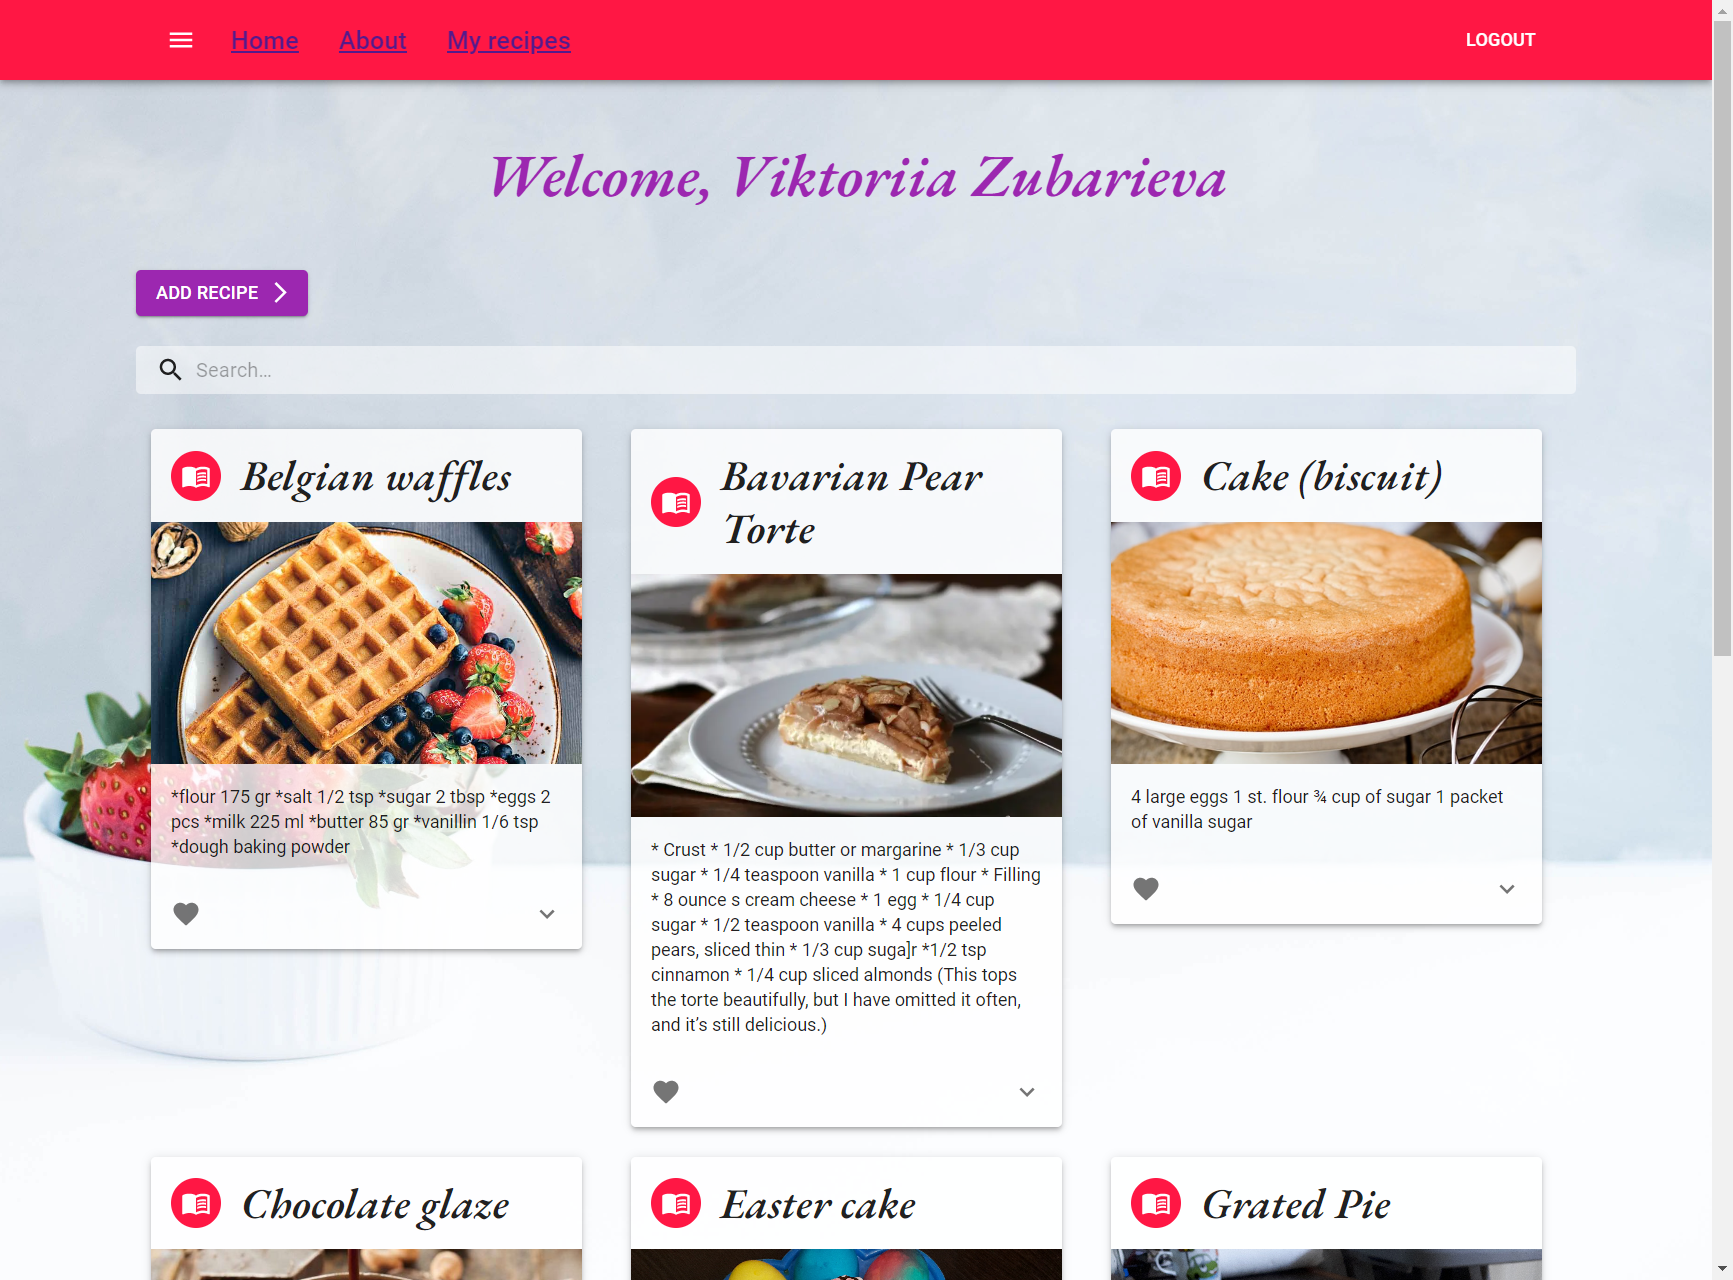 Home About My recipes LOGOUT
Welcome, Viktoriia Zubarieva
ADD RECIPE
Search…
Belgian waffles
*flour 175 gr *salt 1/2 tsp *sugar 2 tbsp *eggs 2
pcs *milk 225 ml *butter 85 gr *vanillin 1/6 tsp
*dough baking powder
Bavarian Pear
Torte
* Crust * 1/2 cup butter or margarine * 1/3 cup
sugar * 1/4 teaspoon vanilla * 1 cup flour * Filling
* 8 ounce s cream cheese * 1 egg * 1/4 cup
sugar * 1/2 teaspoon vanilla * 4 cups peeled
pears, sliced thin * 1/3 cup suga]r *1/2 tsp
cinnamon * 1/4 cup sliced almonds (This tops
the torte beautifully, but I have omitted it often,
and it’s still delicious.)
Cake (biscuit)
4 large eggs 1 st. flour ¾ cup of sugar 1 packet
of vanilla sugar
Chocolate glaze
Easter cake
Grated Pie